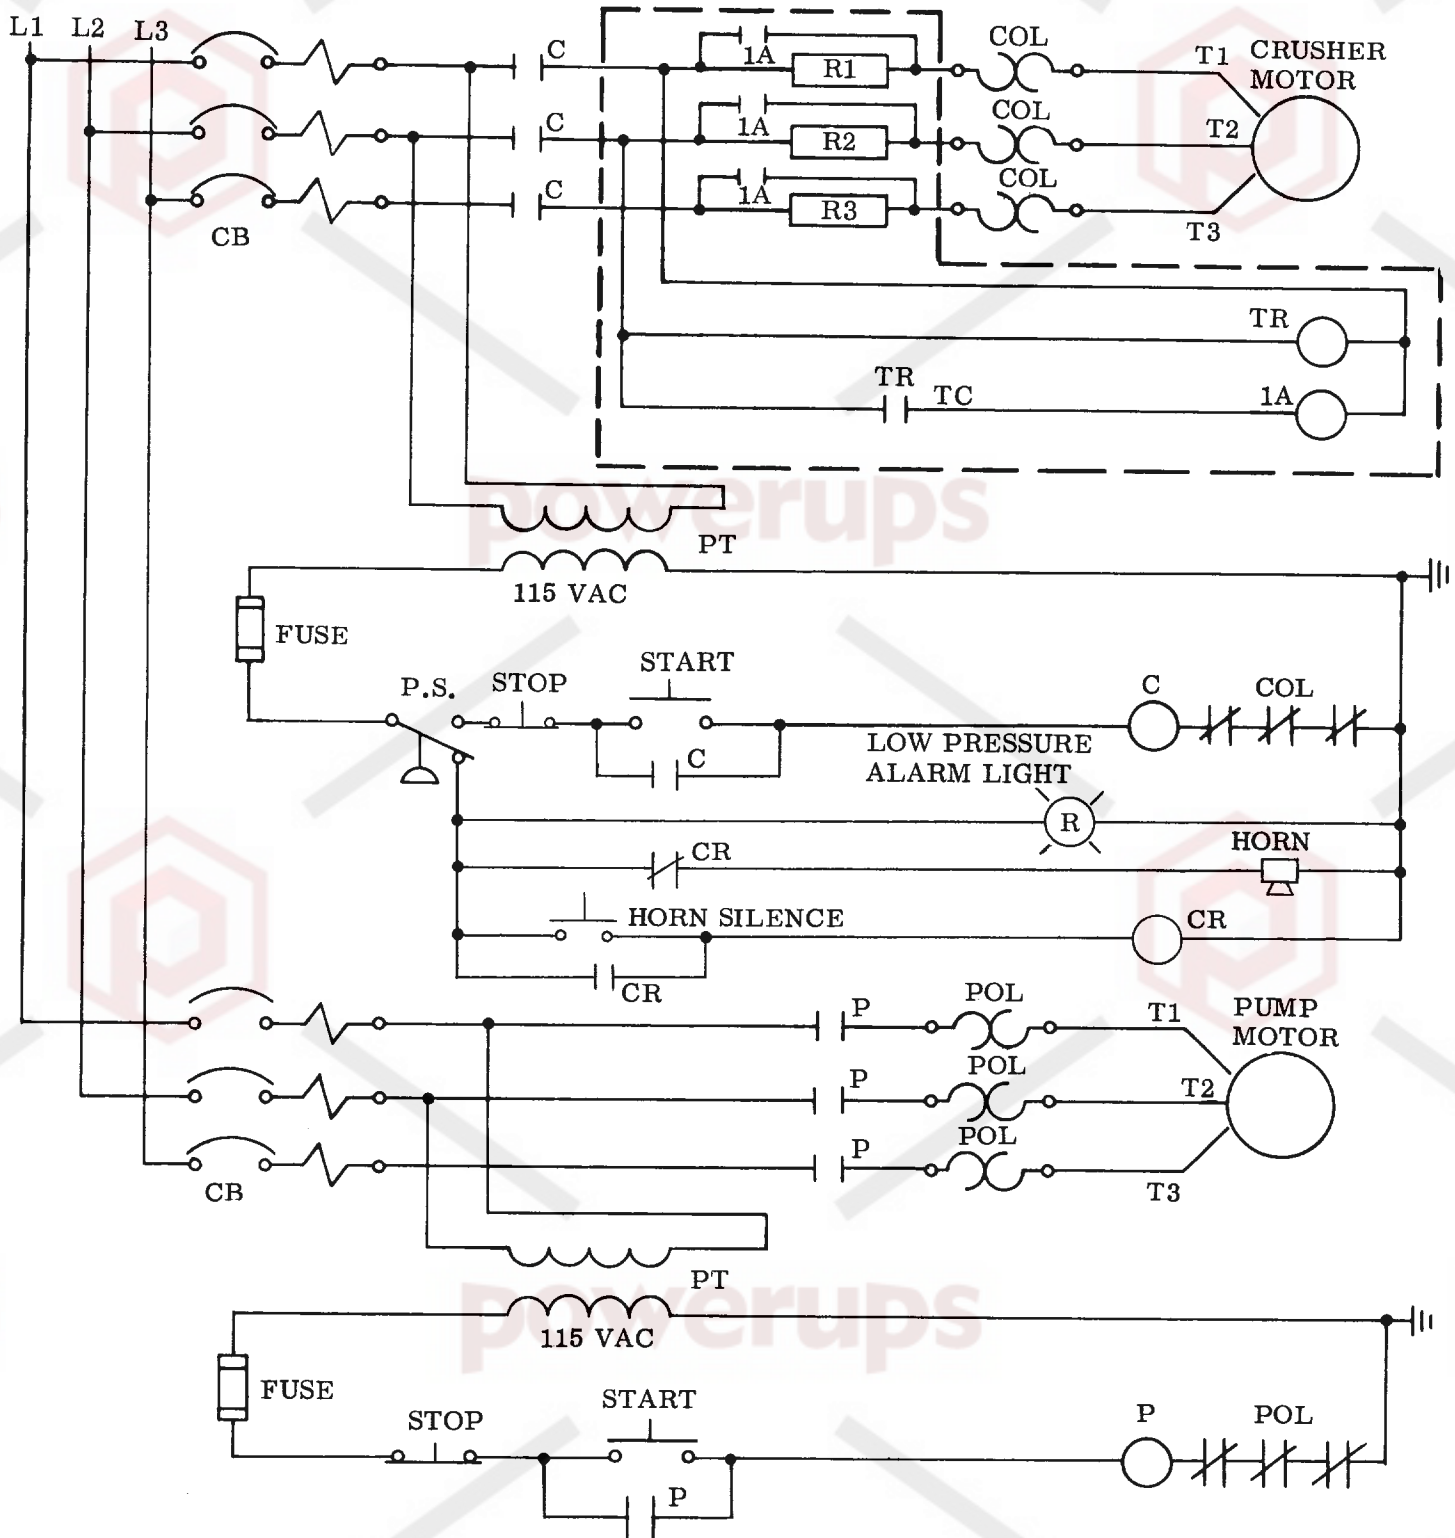 L1 L2 L3
C
1A
R1
COL
T1
CRUSHER
MOTOR
C
1A
R2
COL
T2
C
1A
R3
COL
T3
CB
TR
TR
TC
1A
powerups
PT
115 VAC
FUSE
P.S.
STOP
START
C
COL
C
LOW PRESSURE
ALARM LIGHT
R
CR
HORN
HORN SILENCE
CR
CR
P
POL
T1
PUMP
MOTOR
P
POL
T2
P
POL
T3
CB
PT
powerups
115 VAC
FUSE
STOP
START
P
POL
P